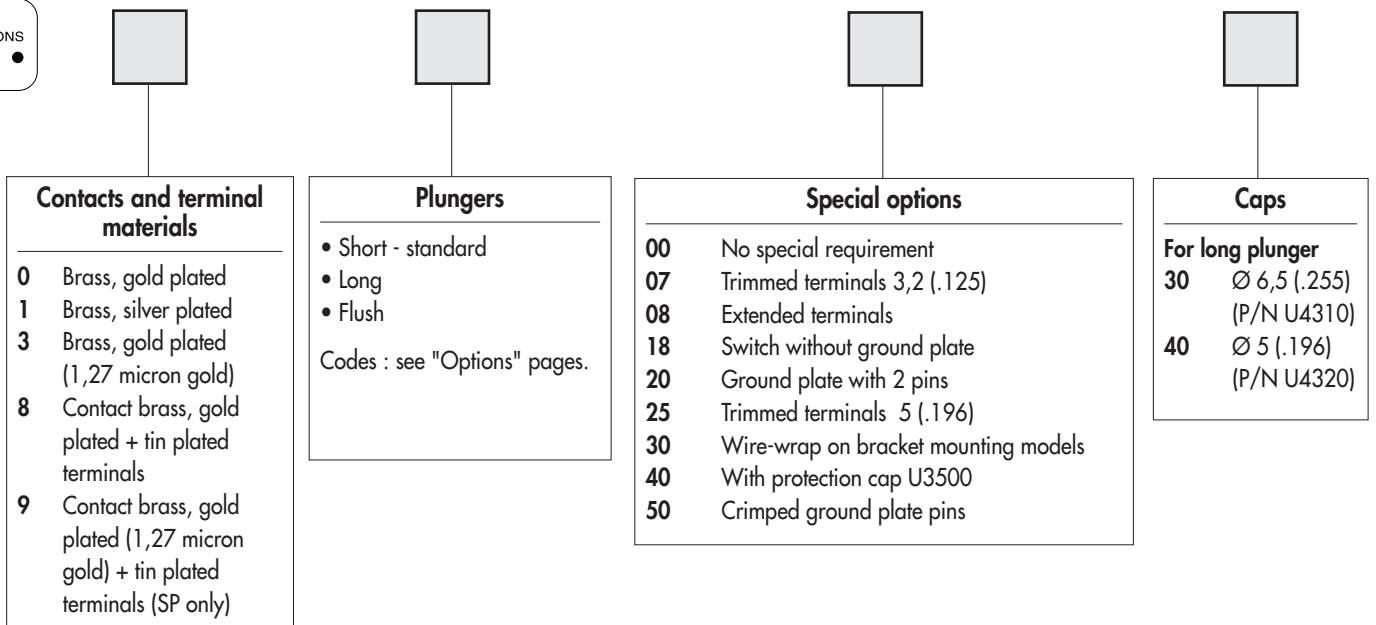 Contacts and terminal
materials
0 Brass, gold plated
1 Brass, silver plated
3 Brass, gold plated
(1,27 micron gold)
8 Contact brass, gold
plated + tin plated
terminals
9 Contact brass, gold
plated (1,27 micron
gold) + tin plated
terminals (SP only)
Plungers
• Short - standard
• Long
• Flush
Codes : see "Options" pages.
Special options
00 No special requirement
07 Trimmed terminals 3,2 (.125)
08 Extended terminals
18 Switch without ground plate
20 Ground plate with 2 pins
25 Trimmed terminals 5 (.196)
30 Wire-wrap on bracket mounting models
40 With protection cap U3500
50 Crimped ground plate pins
Caps
For long plunger
30 Ø 6,5 (.255)
(P/N U4310)
40 Ø 5 (.196)
(P/N U4320)